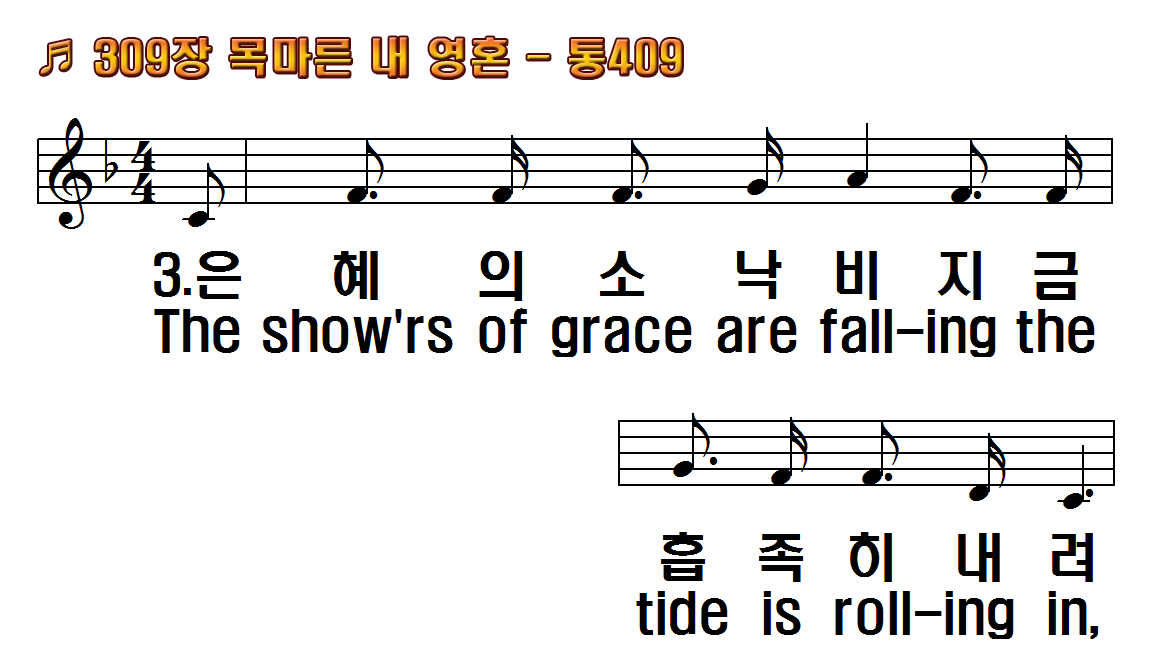 ♬ 309장 목마른 내 영혼 - 통409
4
4
3.은 혜 의 소 낙 비 지 금
The show'rs of grace are fall-ing the
흡 족 히 내 려
tide is roll-ing in,